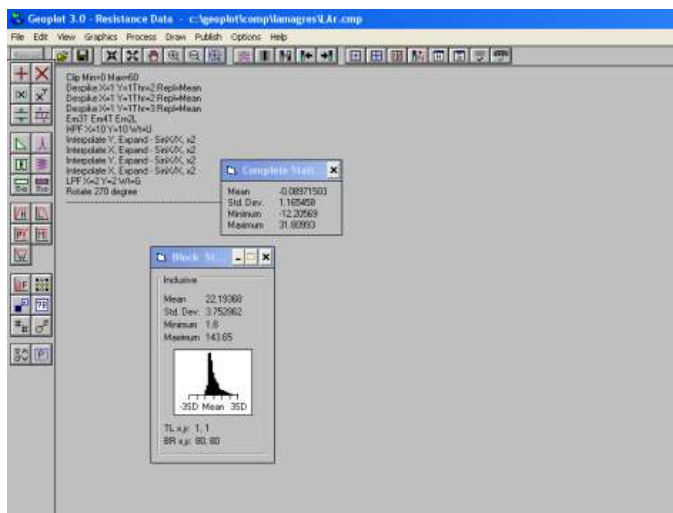 Geoplot 3.0 - Resistance Data - c:\geoplot\comp\lamagres\LAr.cmp
File Edit View Graphics Process Draw Publish Options Help
Clip Min=0 Max=60
Despike X=1 Y=1 Thr=2 Repl=Mean
Despike X=1 Y=1 Thr=2 Repl=Mean
Despike X=1 Y=1 Thr=3 Repl=Mean
Em3T Em4T Em2L
HPF X=10 Y=10 Wt=U
Interpolate Y, Expand - SinX/X, x2
Interpolate X, Expand - SinX/X, x2
Interpolate Y, Expand - SinX/X, x2
Interpolate X, Expand - SinX/X, x2
LPF X=2 Y=2 Wt=G
Rotate 270 degree
Complete Stati...
Mean -0.08971503
Std. Dev. 1.165458
Minimum -12.20569
Maximum 31.80993
Block St...
Inclusive
Mean 22.19368
Std. Dev. 3.752862
Minimum 1.8
Maximum 143.65
-3SD Mean 3SD
TL x,y: 1, 1
BR x,y: 80, 80